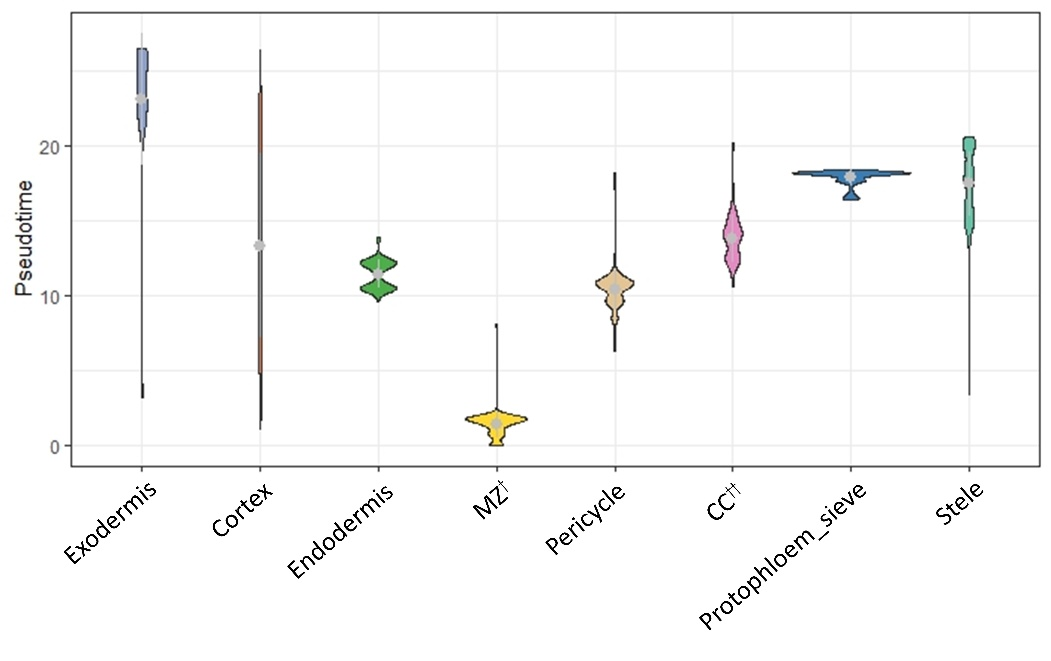 Pseudotime
20
10
0
Exodermis
Cortex
Endodermis
MZ†
Pericycle
CC††
Protophloem_sieve
Stele